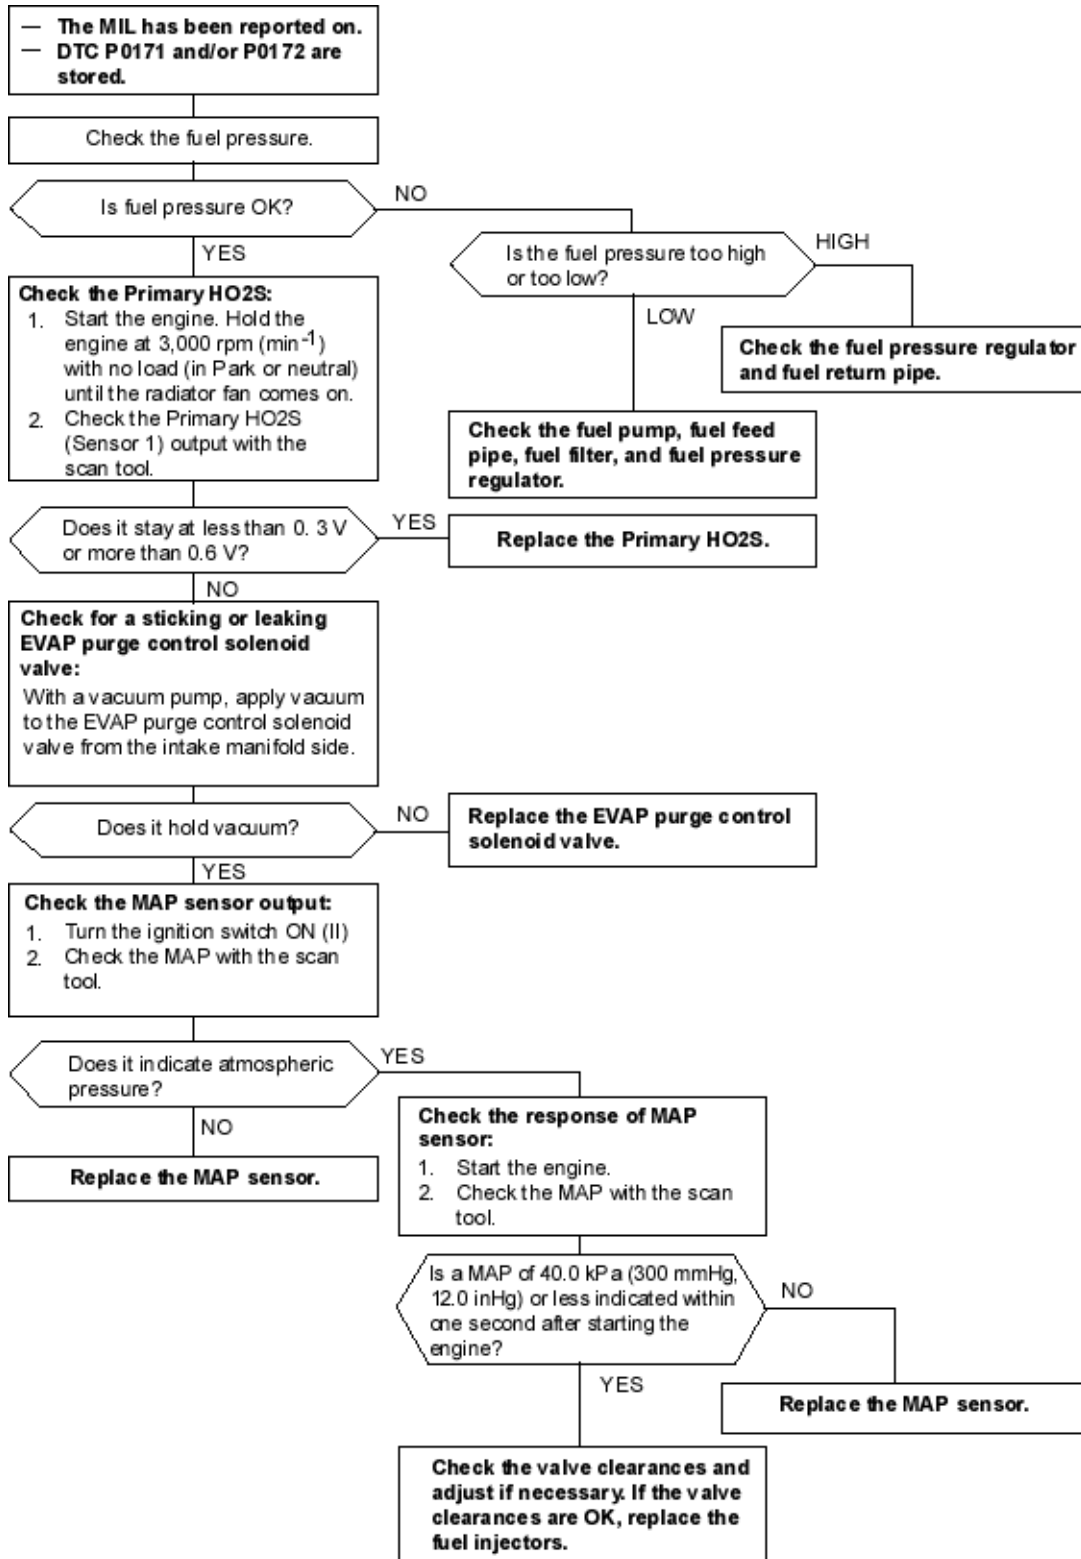 — The MIL has been reported on.
— DTC P0171 and/or P0172 are
stored.
Check the fuel pressure.
Is fuel pressure OK?
NO
YES
Is the fuel pressure too high
or too low?
HIGH
LOW
Check the fuel pressure regulator
and fuel return pipe.
Check the fuel pump, fuel feed
pipe, fuel filter, and fuel pressure
regulator.
Check the Primary HO2S:
1. Start the engine. Hold the
engine at 3,000 rpm (min-1)
with no load (in Park or neutral)
until the radiator fan comes on.
2. Check the Primary HO2S
(Sensor 1) output with the
scan tool.
Does it stay at less than 0. 3 V
or more than 0.6 V?
YES
Replace the Primary HO2S.
NO
Check for a sticking or leaking
EVAP purge control solenoid
valve:
With a vacuum pump, apply vacuum
to the EVAP purge control solenoid
valve from the intake manifold side.
Does it hold vacuum?
NO
Replace the EVAP purge control
solenoid valve.
YES
Check the MAP sensor output:
1. Turn the ignition switch ON (II)
2. Check the MAP with the scan
tool.
Does it indicate atmospheric
pressure?
YES
NO
Replace the MAP sensor.
Check the response of MAP
sensor:
1. Start the engine.
2. Check the MAP with the scan
tool.
Is a MAP of 40.0 kPa (300 mmHg,
12.0 inHg) or less indicated within
one second after starting the
engine?
NO
YES
Replace the MAP sensor.
Check the valve clearances and
adjust if necessary. If the valve
clearances are OK, replace the
fuel injectors.